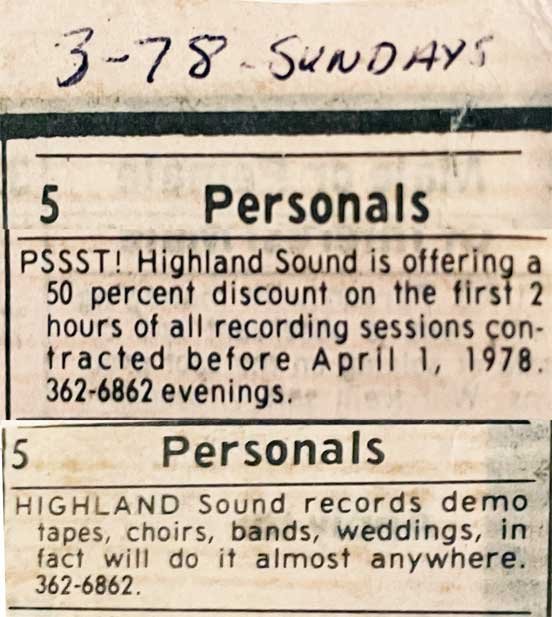 3-78 - SUNDAYS
5 Personals
PSSST! Highland Sound is offering a
50 percent discount on the first 2
hours of all recording sessions con-
tracted before April 1, 1978.
362-6862 evenings.
5 Personals
HIGHLAND Sound records demo
tapes, choirs, bands, weddings, in
fact will do it almost anywhere.
362-6862.